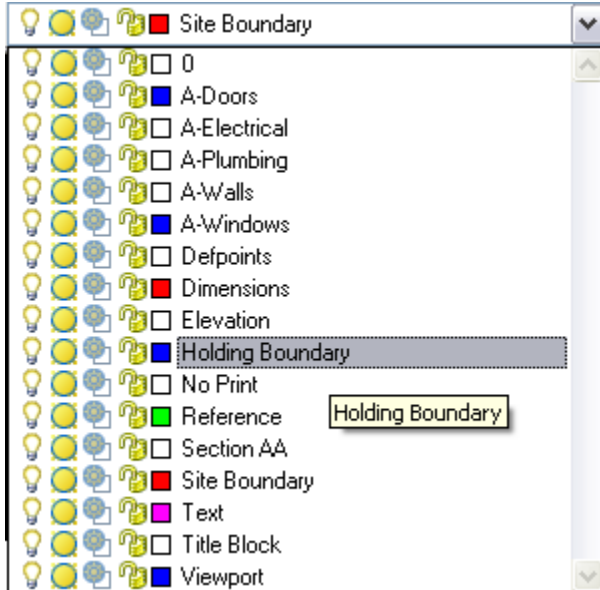 Site Boundary
0
A-Doors
A-Electrical
A-Plumbing
A-Walls
A-Windows
Defpoints
Dimensions
Elevation
Holding Boundary
No Print
Reference
Holding Boundary
Section AA
Site Boundary
Text
Title Block
Viewport